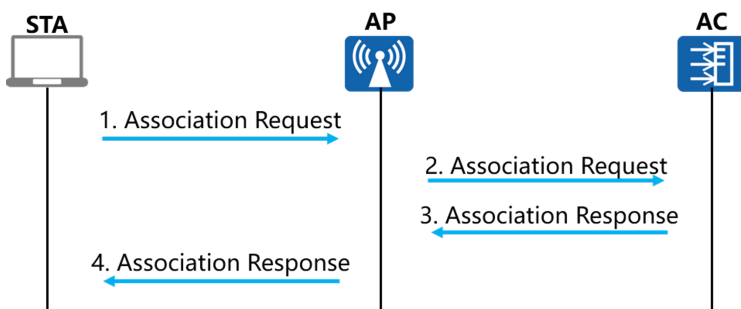 STA
AP
AC
1. Association Request
2. Association Request
3. Association Response
4. Association Response